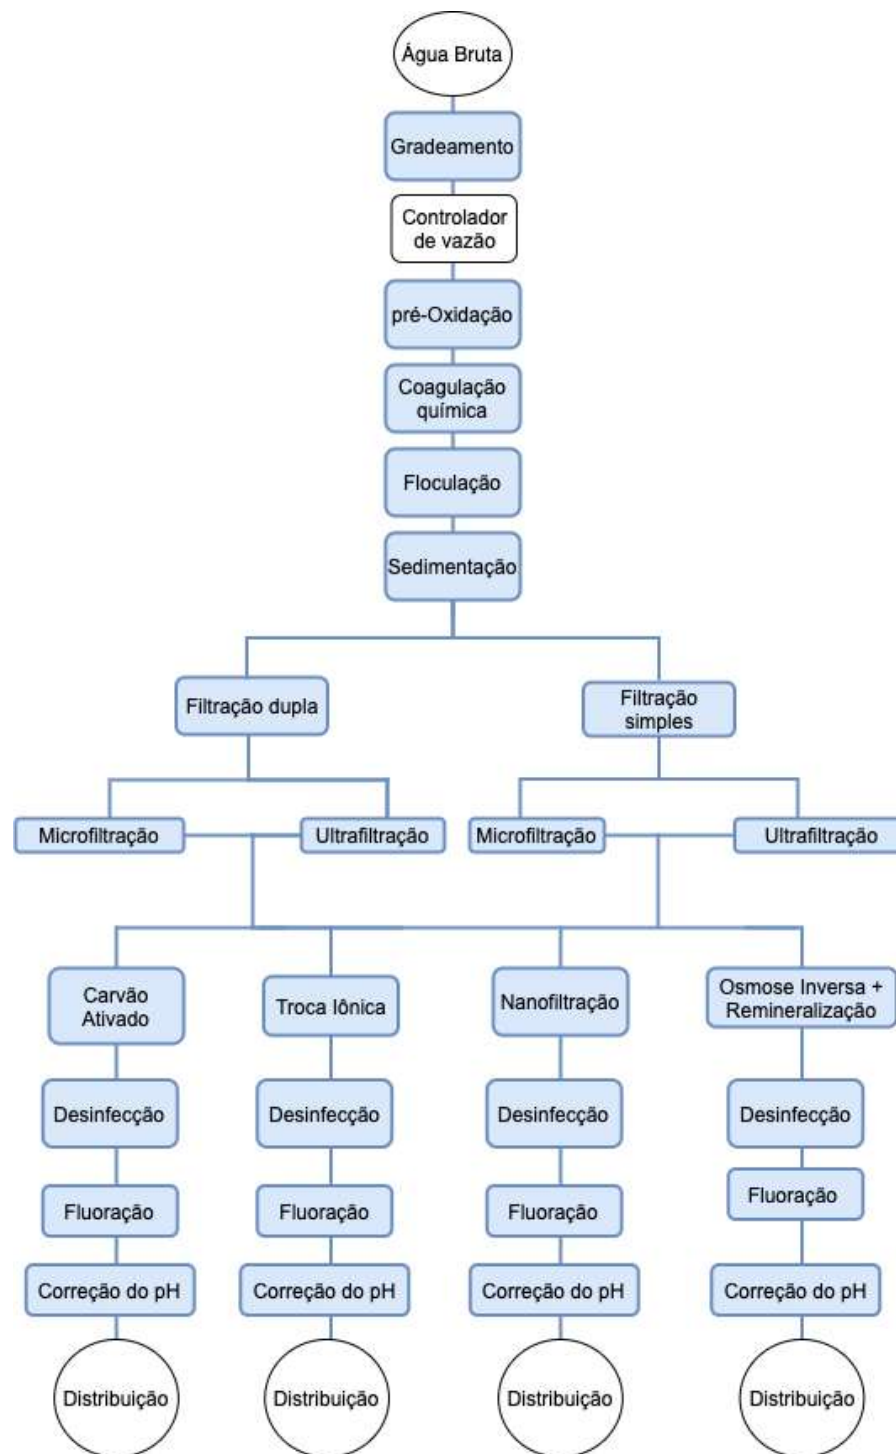 Água Bruta
Gradeamento
Controlador
de vazão
pré-Oxidação
Coagulação
química
Floculação
Sedimentação
Filtração dupla
Filtração
simples
Microfiltração
Ultrafiltração
Microfiltração
Ultrafiltração
Carvão
Ativado
Troca Iônica
Nanofiltração
Osmose Inversa +
Remineralização
Desinfecção
Desinfecção
Desinfecção
Desinfecção
Fluoração
Fluoração
Fluoração
Fluoração
Correção do pH
Correção do pH
Correção do pH
Correção do pH
Distribuição
Distribuição
Distribuição
Distribuição